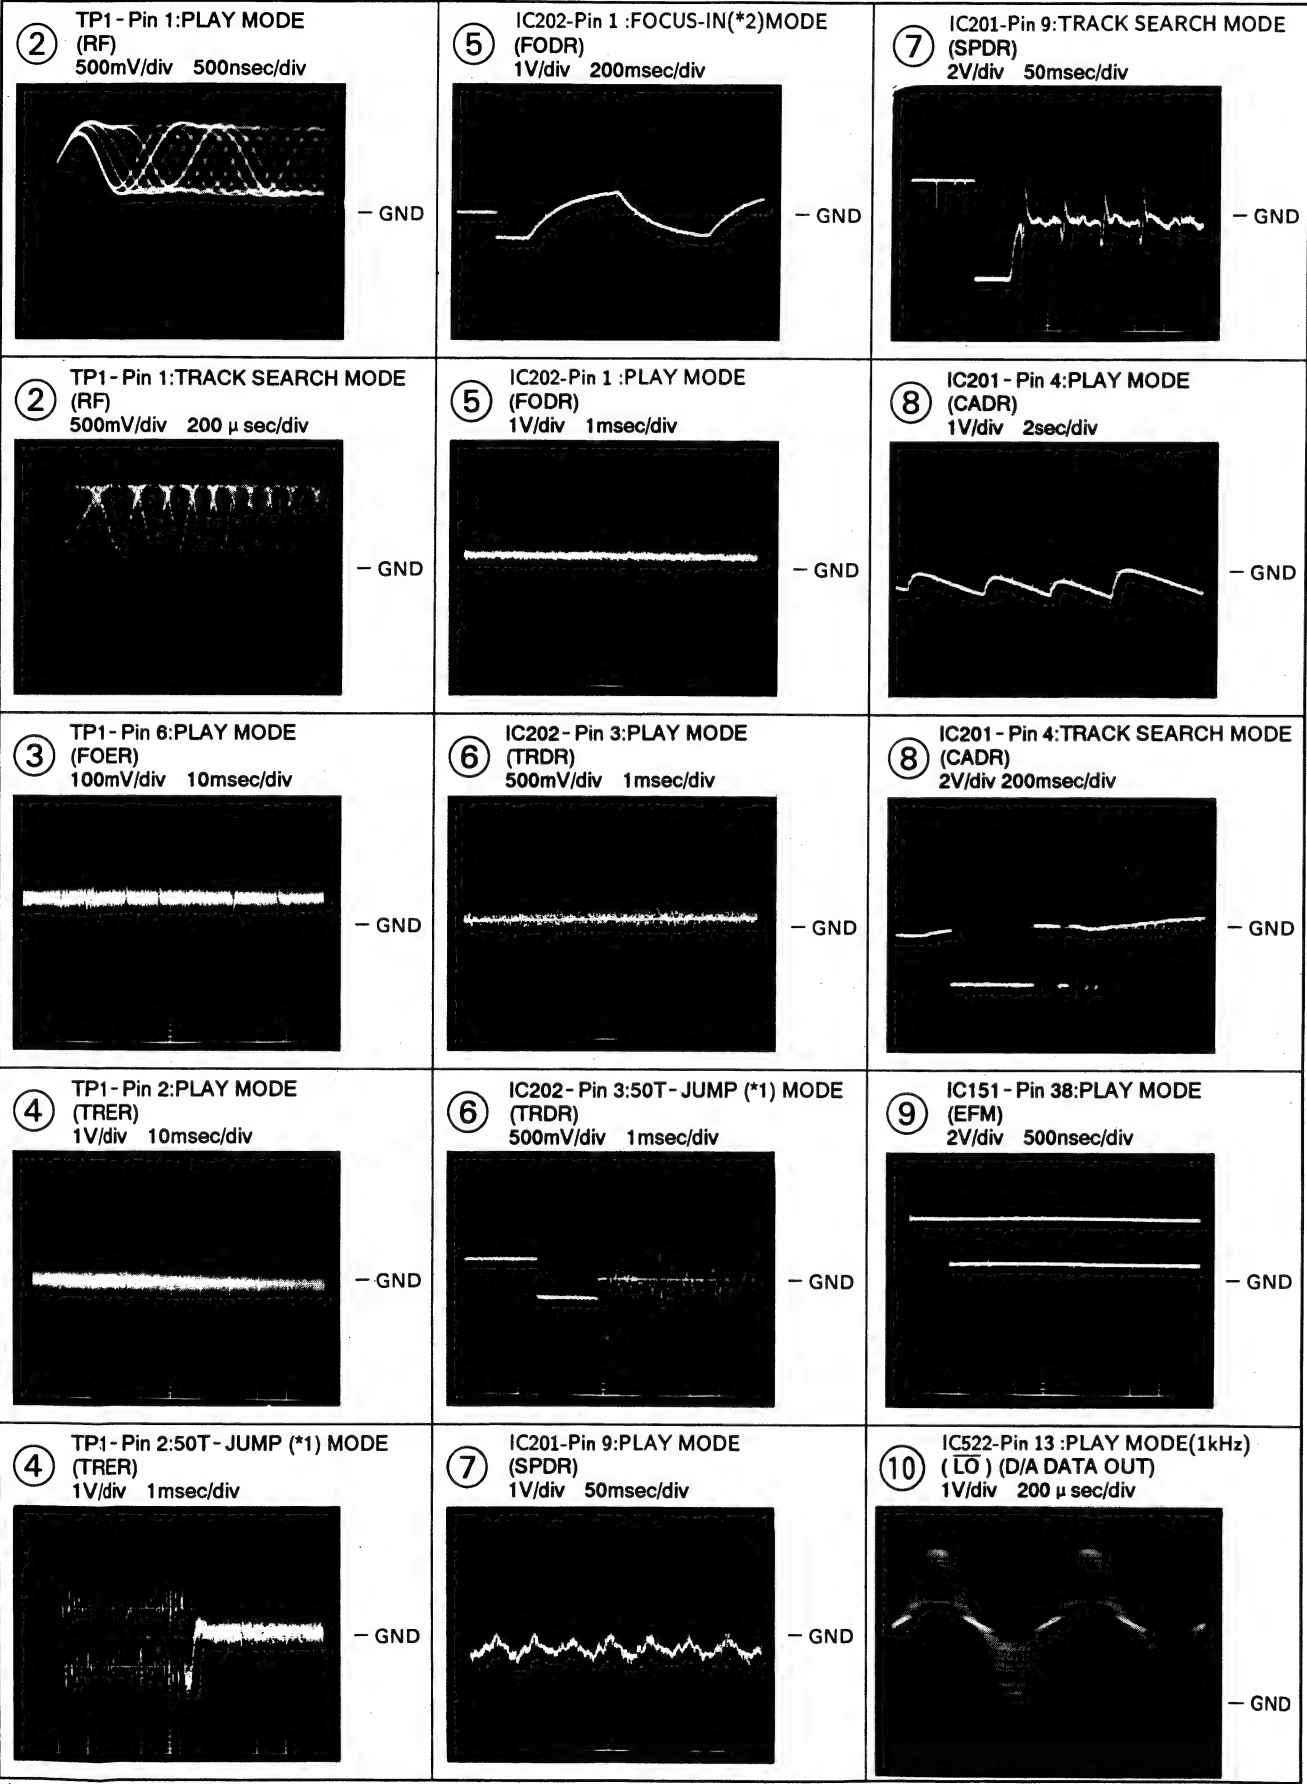 ② TP1-Pin 1:PLAY MODE
(RF)
500mV/div 500nsec/div
- GND
⑤ IC202-Pin 1 :FOCUS-IN(*2)MODE
(FODR)
1V/div 200msec/div
- GND
⑦ IC201-Pin 9:TRACK SEARCH MODE
(SPDR)
2V/div 50msec/div
- GND
② TP1-Pin 1:TRACK SEARCH MODE
(RF)
500mV/div 200 μ sec/div
- GND
⑤ IC202-Pin 1 :PLAY MODE
(FODR)
1V/div 1msec/div
- GND
⑧ IC201-Pin 4:PLAY MODE
(CADR)
1V/div 2sec/div
- GND
③ TP1-Pin 6:PLAY MODE
(FOER)
100mV/div 10msec/div
- GND
⑥ IC202-Pin 3:PLAY MODE
(TRDR)
500mV/div 1msec/div
- GND
⑧ IC201-Pin 4:TRACK SEARCH MODE
(CADR)
2V/div 200msec/div
- GND
④ TP1-Pin 2:PLAY MODE
(TRER)
1V/div 10msec/div
- GND
⑥ IC202-Pin 3:50T-JUMP (*1) MODE
(TRDR)
500mV/div 1msec/div
- GND
⑨ IC151-Pin 38:PLAY MODE
(EFM)
2V/div 500nsec/div
- GND
④ TP1-Pin 2:50T-JUMP (*1) MODE
(TRER)
1V/div 1msec/div
- GND
⑦ IC201-Pin 9:PLAY MODE
(SPDR)
1V/div 50msec/div
- GND
⑩ IC522-Pin 13 :PLAY MODE(1kHz)
( L̅O̅ ) (D/A DATA OUT)
1V/div 200 μ sec/div
- GND